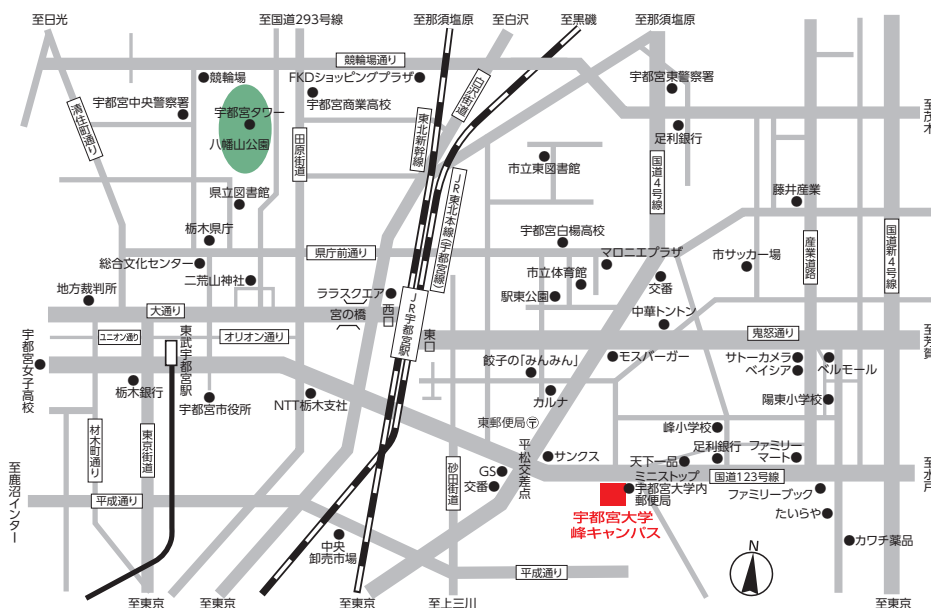 至日光
至国道293号線
至那須塩原
至白沢
至黒磯
至那須塩原
競輪場通り
競輪場
FKDショッピングプラザ
宇都宮商業高校
白沢街道
宇都宮東警察署
至茂木
宇都宮中央警察署
宇都宮タワー
八幡山公園
清住町通り
田原街道
東北新幹線
足利銀行
国道4号線
市立東図書館
県立図書館
JR東北本線(宇都宮線)
藤井産業
栃木県庁
県庁前通り
宇都宮白楊高校
マロニエプラザ
市サッカー場
産業道路
国道新4号線
総合文化センター
二荒山神社
市立体育館
駅東公園
交番
地方裁判所
ララスクエア
大通り
宮の橋
西口
JR宇都宮駅
東口
中華トントン
鬼怒通り
至芳賀
ユニオン通り
東武宇都宮駅
オリオン通り
宇都宮女子高校
餃子の「みんみん」
モスバーガー
サトーカメラ
ベイシア
ベルモール
栃木銀行
宇都宮市役所
NTT栃木支社
カルナ
陽東小学校
東郵便局〒
峰小学校
材木町通り
東京街道
平松交差点
サンクス
足利銀行
ファミリーマート
天下一品
至鹿沼インター
砂田街道
GS
交番
ミニストップ
宇都宮大学内
郵便局
国道123号線
至水戸
平成通り
ファミリーブック
たいらや
宇都宮大学
峰キャンパス
中央
卸売市場
カワチ薬品
N
平成通り
至東京
至東京
至東京
至上三川
至東京